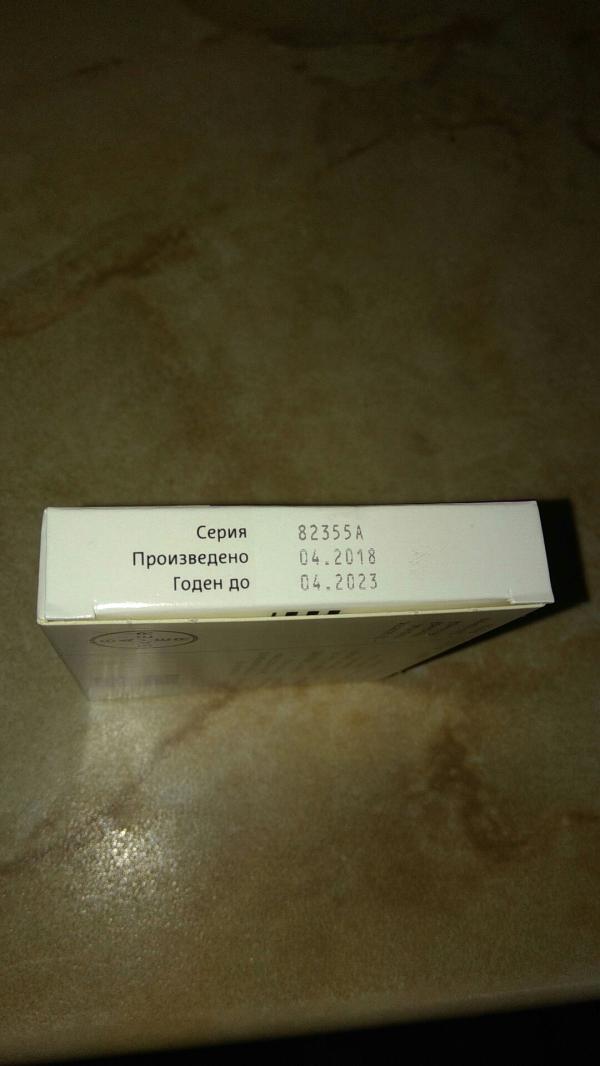 Серия 82355A
Произведено 04.2018
Годен до 04.2023